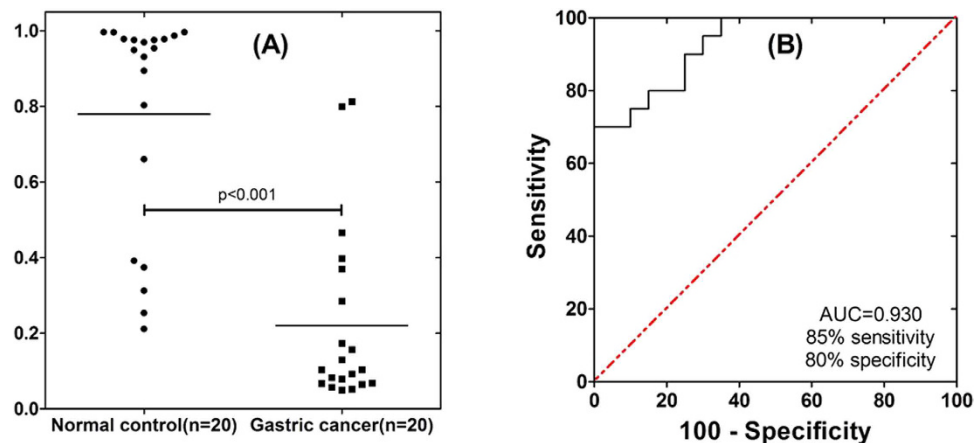 (A)
1.0
0.8
0.6
0.4
0.2
0.0
p<0.001
Normal control(n=20)
Gastric cancer(n=20)
(B)
Sensitivity
100
80
60
40
20
0
AUC=0.930
85% sensitivity
80% specificity
0 20 40 60 80 100
100 - Specificity